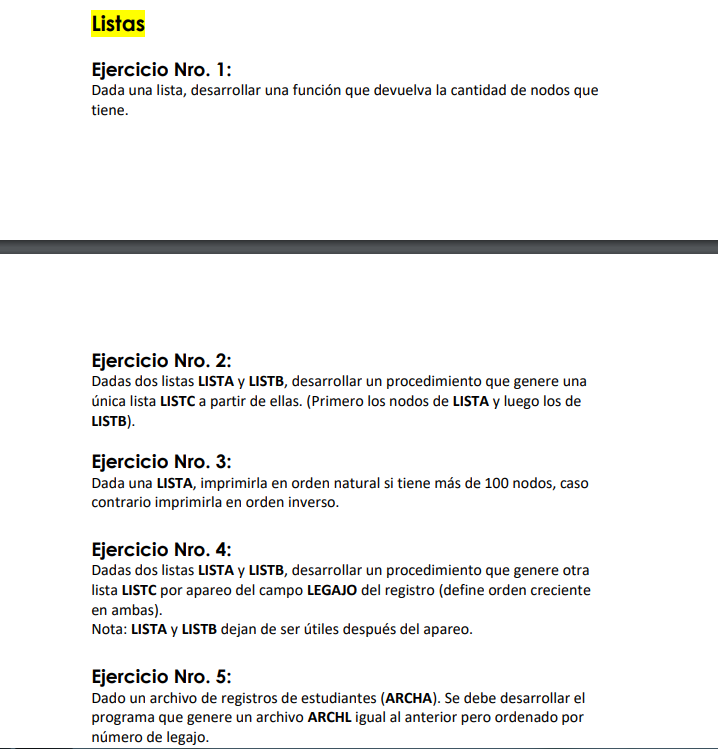 Listas
Ejercicio Nro. 1:
Dada una lista, desarrollar una función que devuelva la cantidad de nodos que
tiene.
Ejercicio Nro. 2:
Dadas dos listas LISTA y LISTB, desarrollar un procedimiento que genere una
única lista LISTC a partir de ellas. (Primero los nodos de LISTA y luego los de
LISTB).
Ejercicio Nro. 3:
Dada una LISTA, imprimirla en orden natural si tiene más de 100 nodos, caso
contrario imprimirla en orden inverso.
Ejercicio Nro. 4:
Dadas dos listas LISTA y LISTB, desarrollar un procedimiento que genere otra
lista LISTC por apareo del campo LEGAJO del registro (define orden creciente
en ambas).
Nota: LISTA y LISTB dejan de ser útiles después del apareo.
Ejercicio Nro. 5:
Dado un archivo de registros de estudiantes (ARCHA). Se debe desarrollar el
programa que genere un archivo ARCHL igual al anterior pero ordenado por
número de legajo.